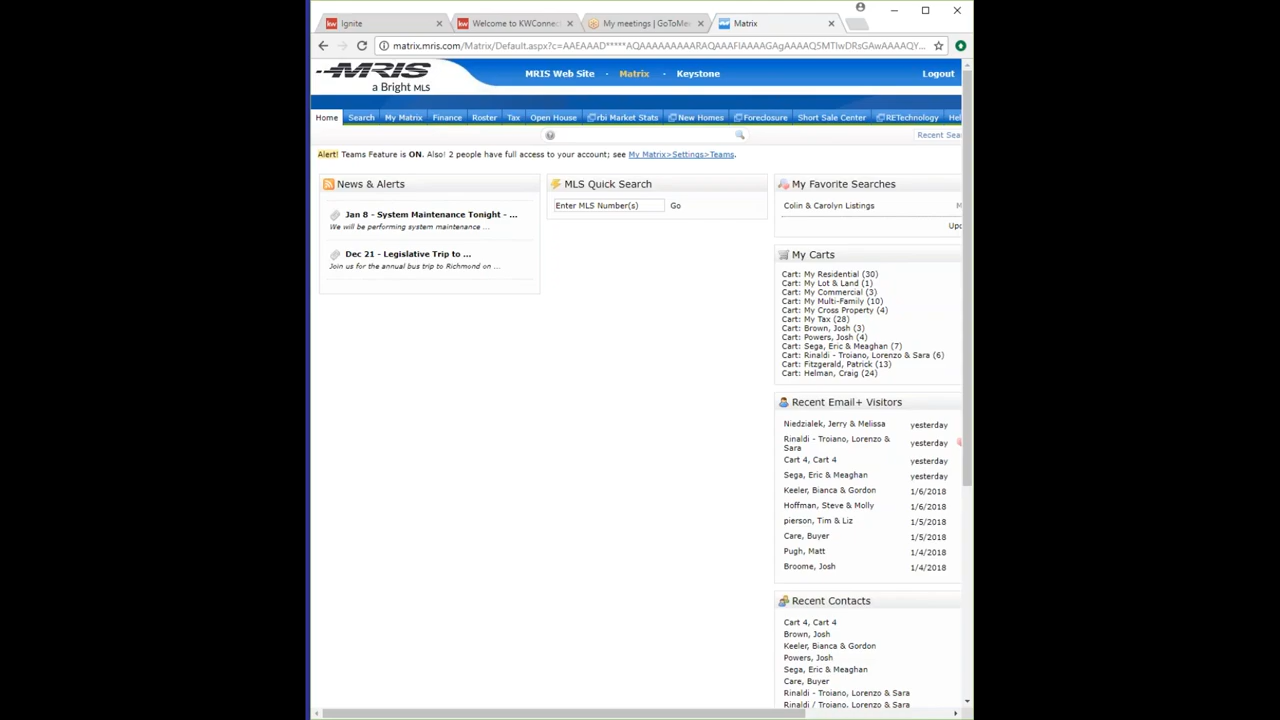 Ignite
Welcome to KWConnec
My meetings | GoToMe
Matrix
matrix.mris.com/Matrix/Default.aspx?c=AAEAAAD*****AQAAAAAAAAARAQAAAFIAAAAGAgAAAAQ5MTIwDRsGAwAAAAQY...
MRIS
a Bright MLS
MRIS Web Site · Matrix · Keystone
Logout
Home Search My Matrix Finance Roster Tax Open House rbi Market Stats New Homes Foreclosure Short Sale Center RETechnology Hel
Recent Sea
Alert! Teams Feature is ON. Also! 2 people have full access to your account; see My Matrix>Settings>Teams.
News & Alerts
Jan 8 - System Maintenance Tonight - ...
We will be performing system maintenance ...
Dec 21 - Legislative Trip to ...
Join us for the annual bus trip to Richmond on ...
MLS Quick Search
Enter MLS Number(s) Go
My Favorite Searches
Colin & Carolyn Listings M
Upd
My Carts
Cart: My Residential (30)
Cart: My Lot & Land (1)
Cart: My Commercial (3)
Cart: My Multi-Family (10)
Cart: My Cross Property (4)
Cart: My Tax (28)
Cart: Brown, Josh (3)
Cart: Powers, Josh (4)
Cart: Sega, Eric & Meaghan (7)
Cart: Rinaldi - Troiano, Lorenzo & Sara (6)
Cart: Fitzgerald, Patrick (13)
Cart: Helman, Craig (24)
Recent Email+ Visitors
Niedzialek, Jerry & Melissa yesterday
Rinaldi - Troiano, Lorenzo & yesterday
Sara
Cart 4, Cart 4 yesterday
Sega, Eric & Meaghan yesterday
Keeler, Bianca & Gordon 1/6/2018
Hoffman, Steve & Molly 1/6/2018
pierson, Tim & Liz 1/5/2018
Care, Buyer 1/5/2018
Pugh, Matt 1/4/2018
Broome, Josh 1/4/2018
Recent Contacts
Cart 4, Cart 4
Brown, Josh
Keeler, Bianca & Gordon
Powers, Josh
Sega, Eric & Meaghan
Care, Buyer
Rinaldi - Troiano, Lorenzo & Sara
Rinaldi / Troiano, Lorenzo & Sara